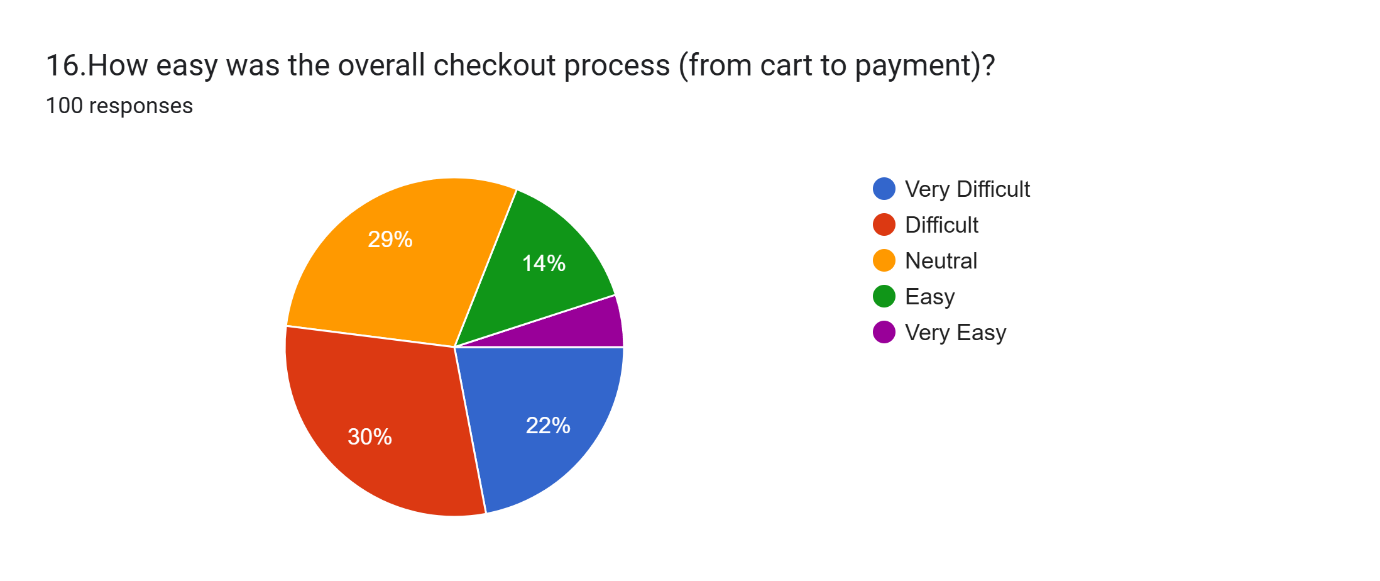 16.How easy was the overall checkout process (from cart to payment)?
100 responses
29%
14%
30%
22%
Very Difficult
Difficult
Neutral
Easy
Very Easy